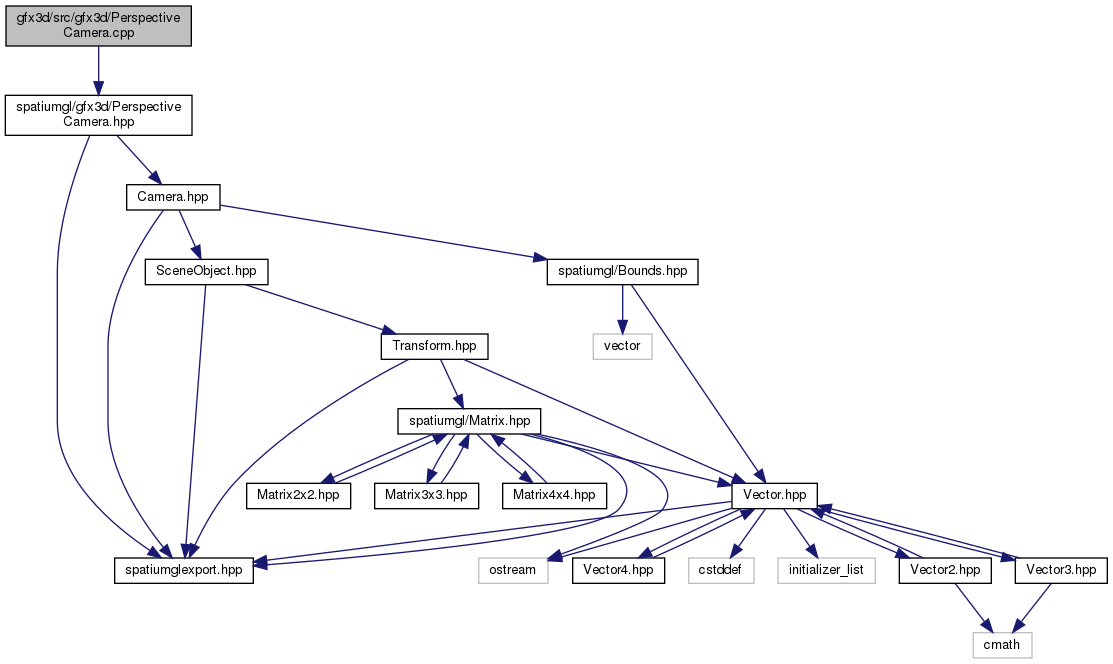 gfx3d/src/gfx3d/Perspective
Camera.cpp
spatiumgl/gfx3d/Perspective
Camera.hpp
Camera.hpp
SceneObject.hpp
spatiumgl/Bounds.hpp
Transform.hpp
vector
spatiumgl/Matrix.hpp
Matrix2x2.hpp
Matrix3x3.hpp
Matrix4x4.hpp
Vector.hpp
spatiumglexport.hpp
ostream
Vector4.hpp
cstddef
initializer_list
Vector2.hpp
Vector3.hpp
cmath